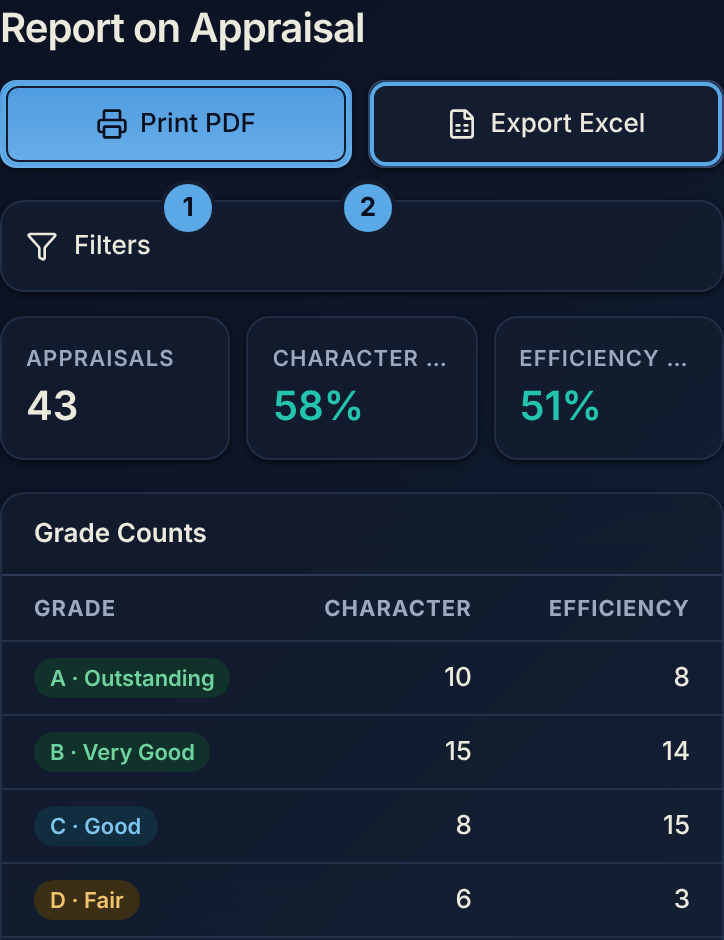 Report on Appraisal
Print PDF
Export Excel
1
2
Filters
APPRAISALS
CHARACTER ...
EFFICIENCY ...
43
58%
51%
Grade Counts
GRADE CHARACTER EFFICIENCY
A · Outstanding 10 8
B · Very Good 15 14
C · Good 8 15
D · Fair 6 3